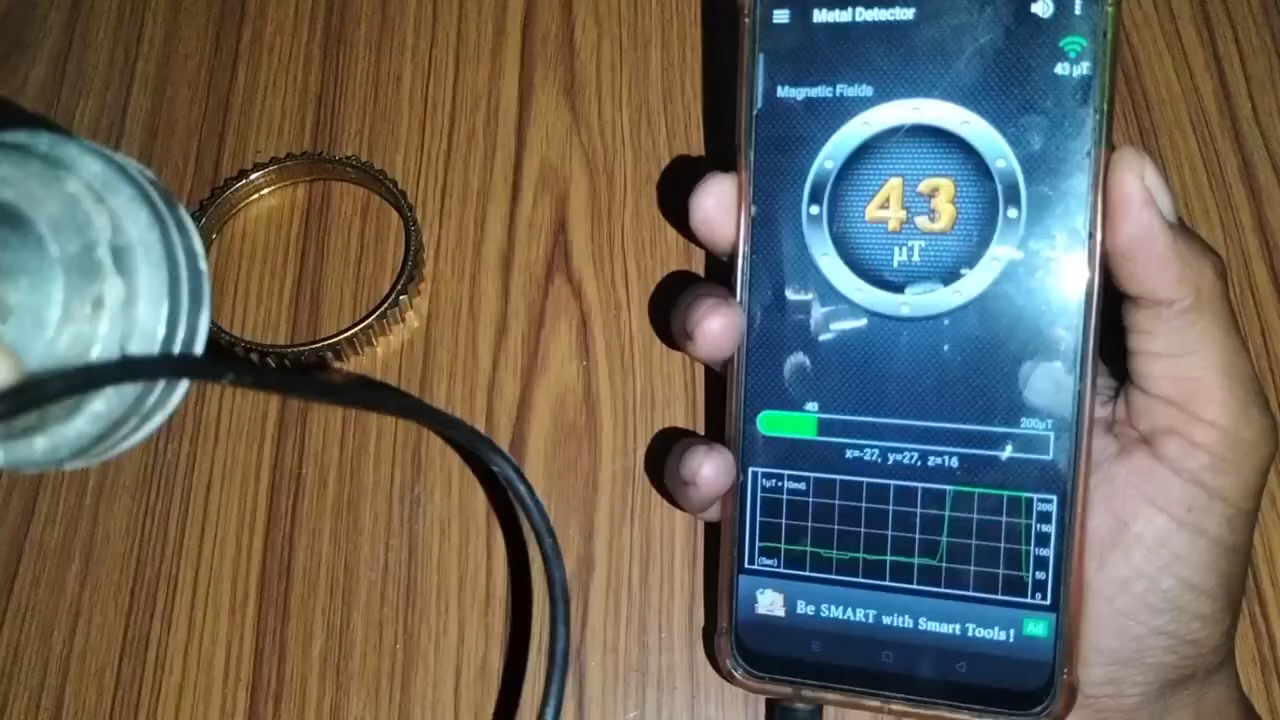 Metal Detector
43 μT
Magnetic Fields
43
μT
43
200μT
x=-27, y=27, z=16
1μT = 10mG
200
150
100
50
0
(Sec)
Be SMART with Smart Tools!
Ad